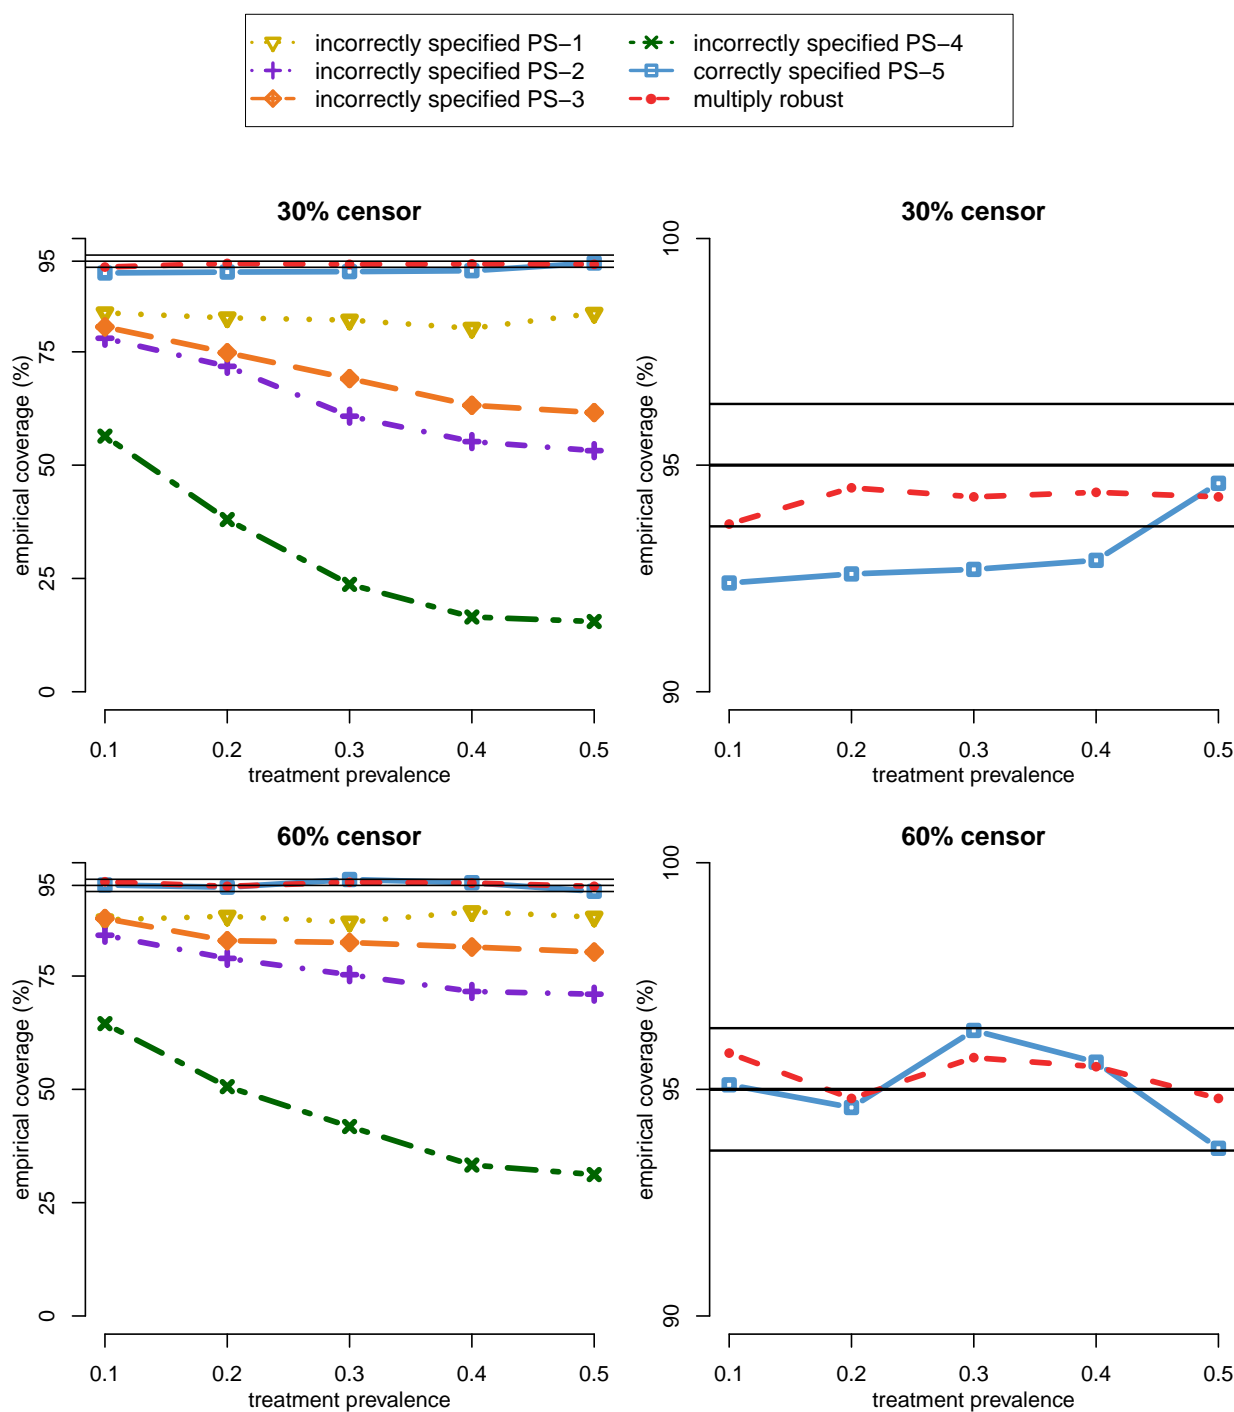 incorrectly specified PS−1
incorrectly specified PS−2
incorrectly specified PS−3
incorrectly specified PS−4
correctly specified PS−5
multiply robust
30% censor
empirical coverage (%)
95
75
50
25
0
0.1 0.2 0.3 0.4 0.5
treatment prevalence
30% censor
empirical coverage (%)
100
95
90
0.1 0.2 0.3 0.4 0.5
treatment prevalence
60% censor
empirical coverage (%)
95
75
50
25
0
0.1 0.2 0.3 0.4 0.5
treatment prevalence
60% censor
empirical coverage (%)
100
95
90
0.1 0.2 0.3 0.4 0.5
treatment prevalence